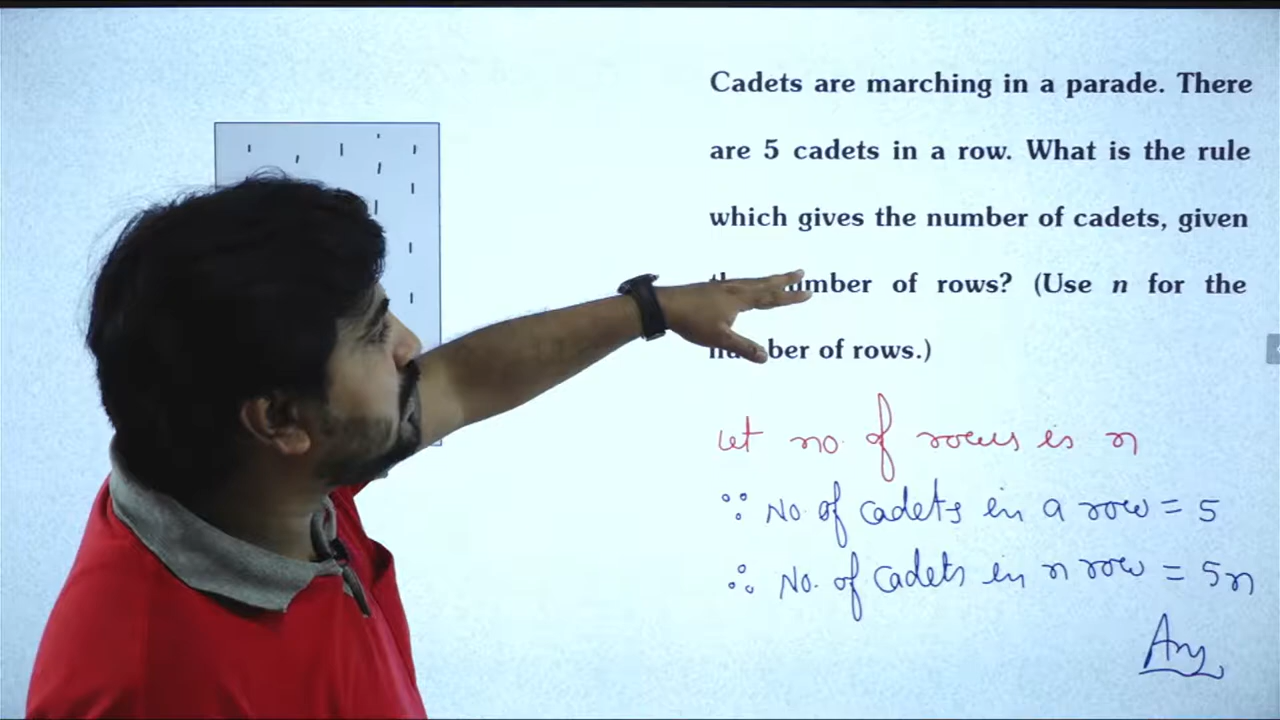 Cadets are marching in a parade. There
are 5 cadets in a row. What is the rule
which gives the number of cadets, given
number of rows? (Use n for the
number of rows.)
Let no. of rows is n
∵ No. of cadets in a row = 5
∴ No. of cadets in n row = 5n
Ans